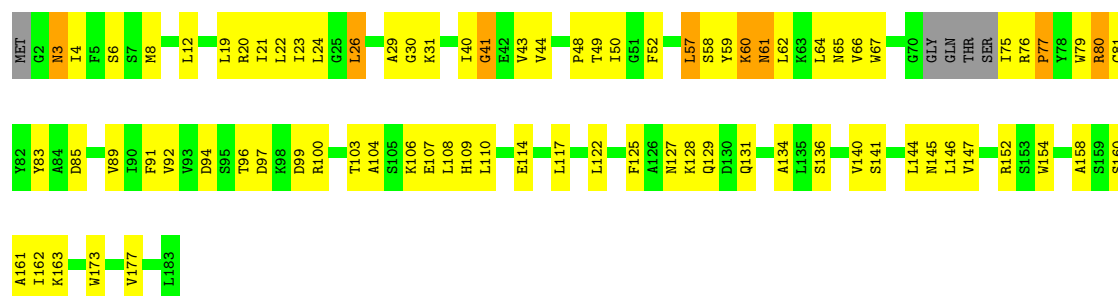 MET G2 N3 I4 F5 S6 S7 M8 L12 L19 R20 I21 L22 I23 L24 G25 L26 A29 G30 K31 I40 G41 E42 V43 V44 P48 T49 I50 G51 F52 L57 S58 Y59 K60 N61 L62 K63 L64 N65 V66 W67 G70 GLY GLN THR SER I75 R76 P77 Y78 W79 R80
Y82 Y83 A84 D85 V89 I90 F91 V92 V93 D94 S95 T96 D97 K98 D99 R100 T103 A104 S105 K106 E107 L108 H109 L110 E114 L117 L122 F125 A126 N127 K128 Q129 D130 Q131 A134 L135 S136 V140 S141 L144 N145 L146 V147 R152 S153 W154 A158 S159 S160
A161 I162 K163 W173 V177 L183